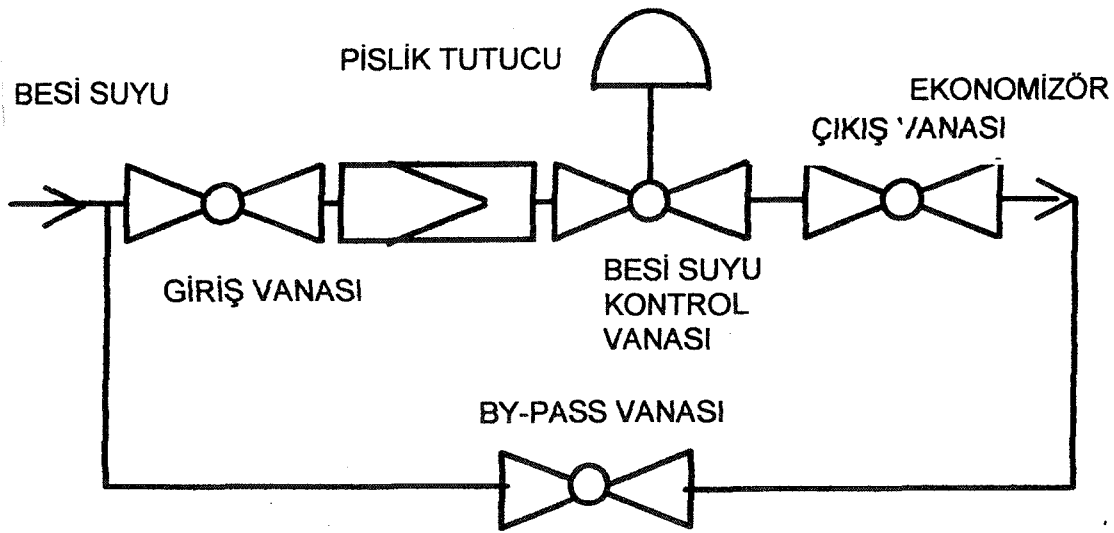 PİSLİK TUTUCU
BESİ SUYU
EKONOMİZÖR
ÇIKIŞ VANASI
GİRİŞ VANASI
BESİ SUYU
KONTROL
VANASI
BY-PASS VANASI